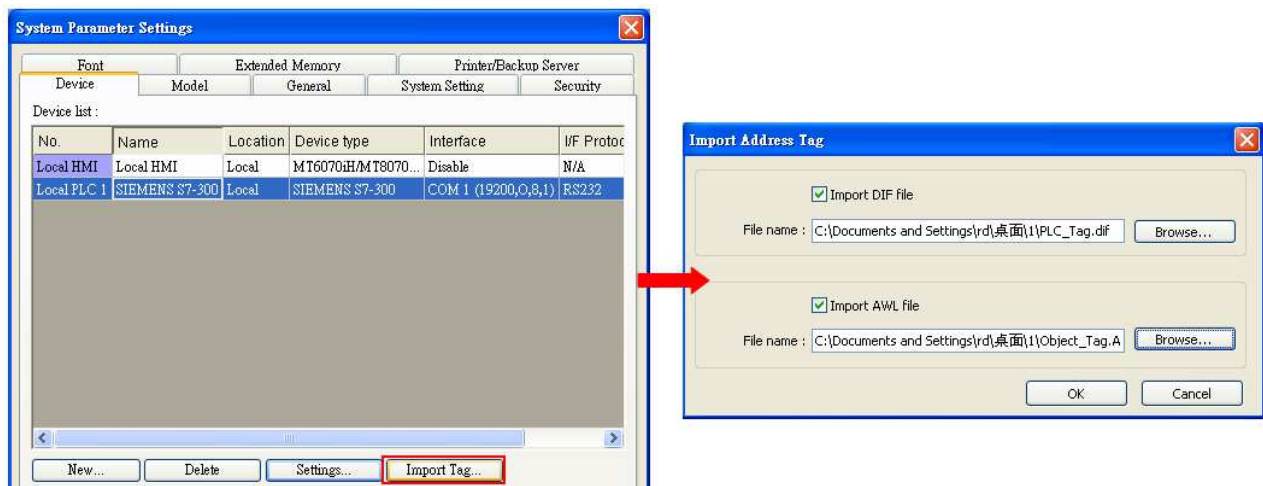 System Parameter Settings
Font Extended Memory Printer/Backup Server
Device Model General System Setting Security
Device list :
No. Name Location Device type Interface I/F Protoc
Local HMI Local HMI Local MT6070iH/MT8070... Disable N/A
Local PLC 1 SIEMENS S7-300 Local SIEMENS S7-300 COM 1 (19200,O,8,1) RS232
New... Delete Settings... Import Tag...
Import Address Tag
Import DIF file
File name : C:\Documents and Settings\rd\桌面\1\PLC_Tag.dif Browse...
Import AWL file
File name : C:\Documents and Settings\rd\桌面\1\Object_Tag.A Browse...
OK Cancel